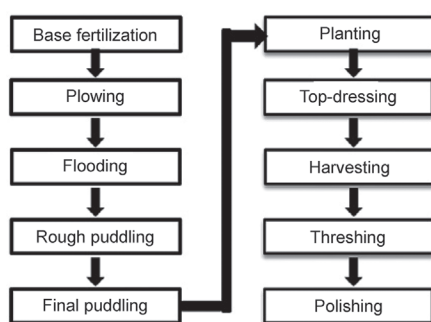 Base fertilization
Plowing
Flooding
Rough puddling
Final puddling
Planting
Top-dressing
Harvesting
Threshing
Polishing